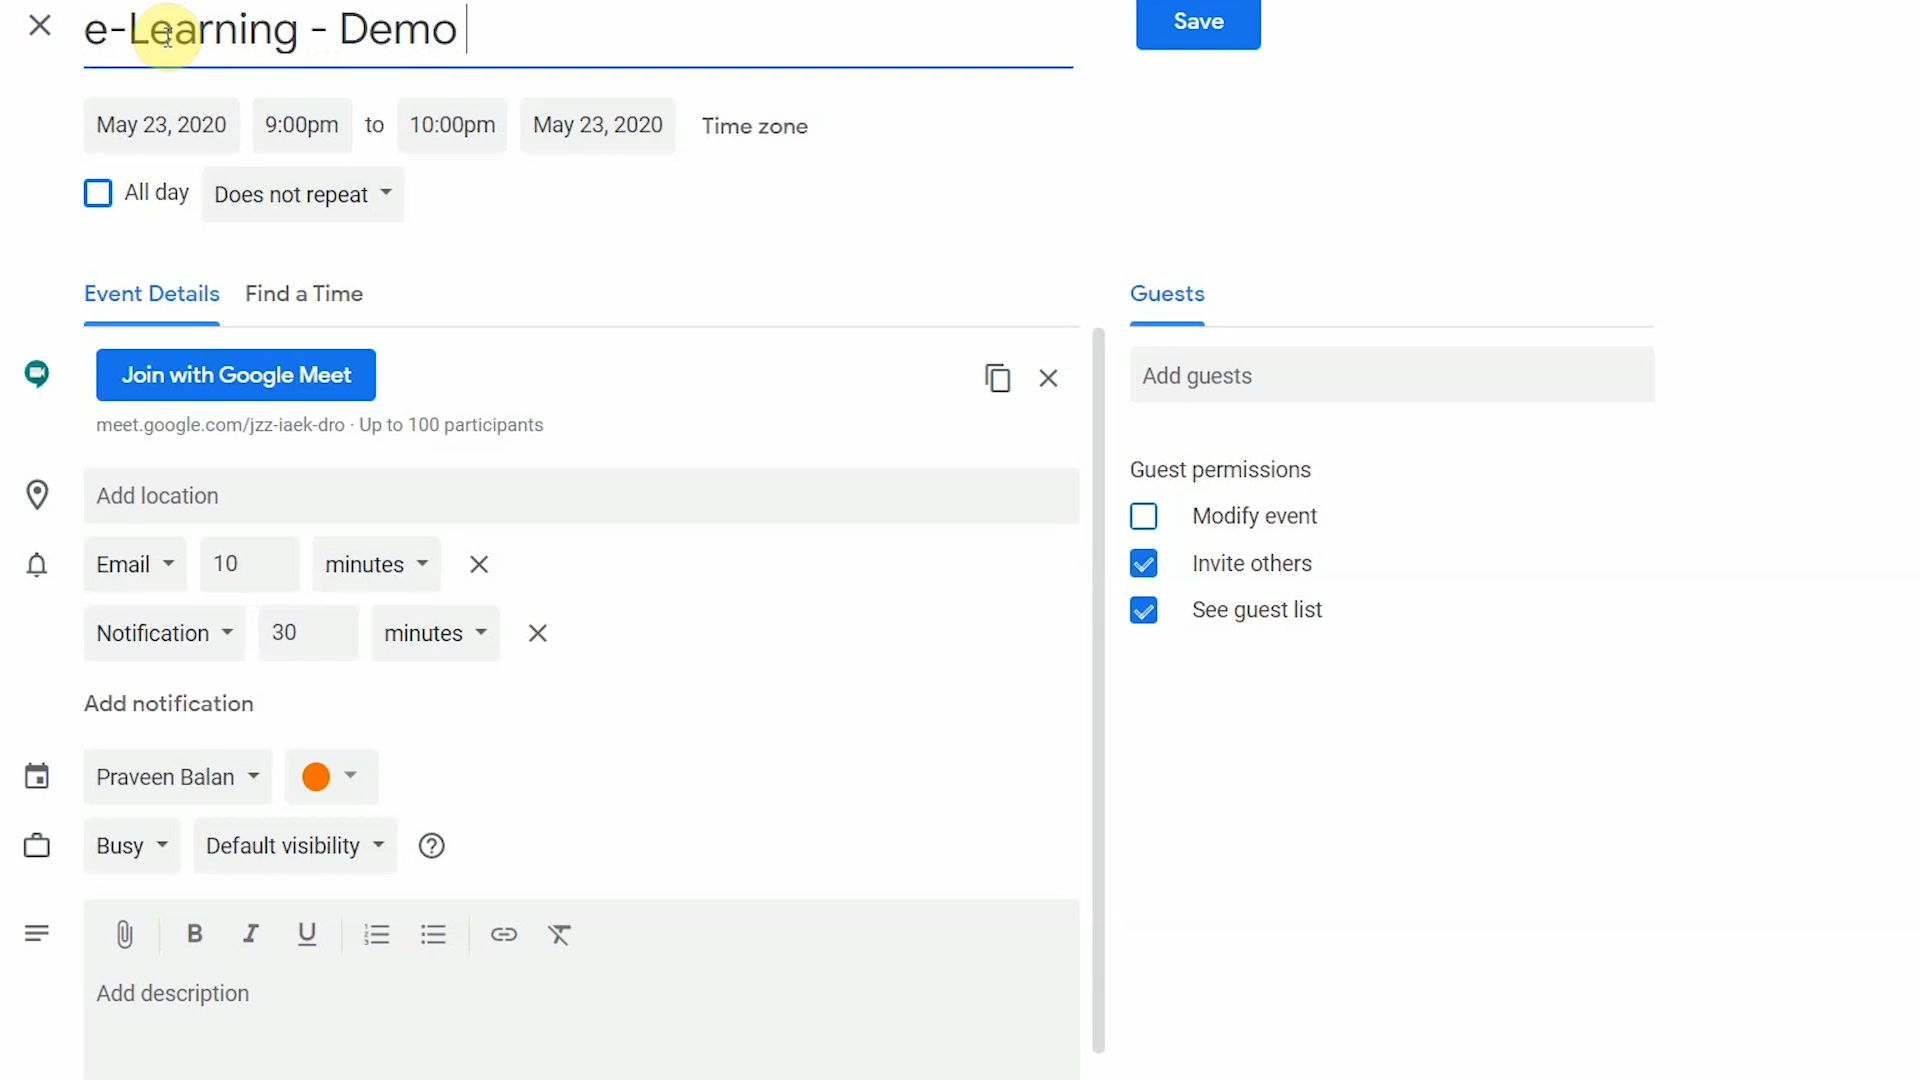 e-Learning - Demo
Save
May 23, 2020 9:00pm to 10:00pm May 23, 2020 Time zone
All day Does not repeat
Event Details Find a Time
Guests
Join with Google Meet
meet.google.com/jzz-iaek-dro · Up to 100 participants
Add guests
Add location
Guest permissions
Modify event
Invite others
See guest list
Email 10 minutes
Notification 30 minutes
Add notification
Praveen Balan
Busy Default visibility
B I U
Add description